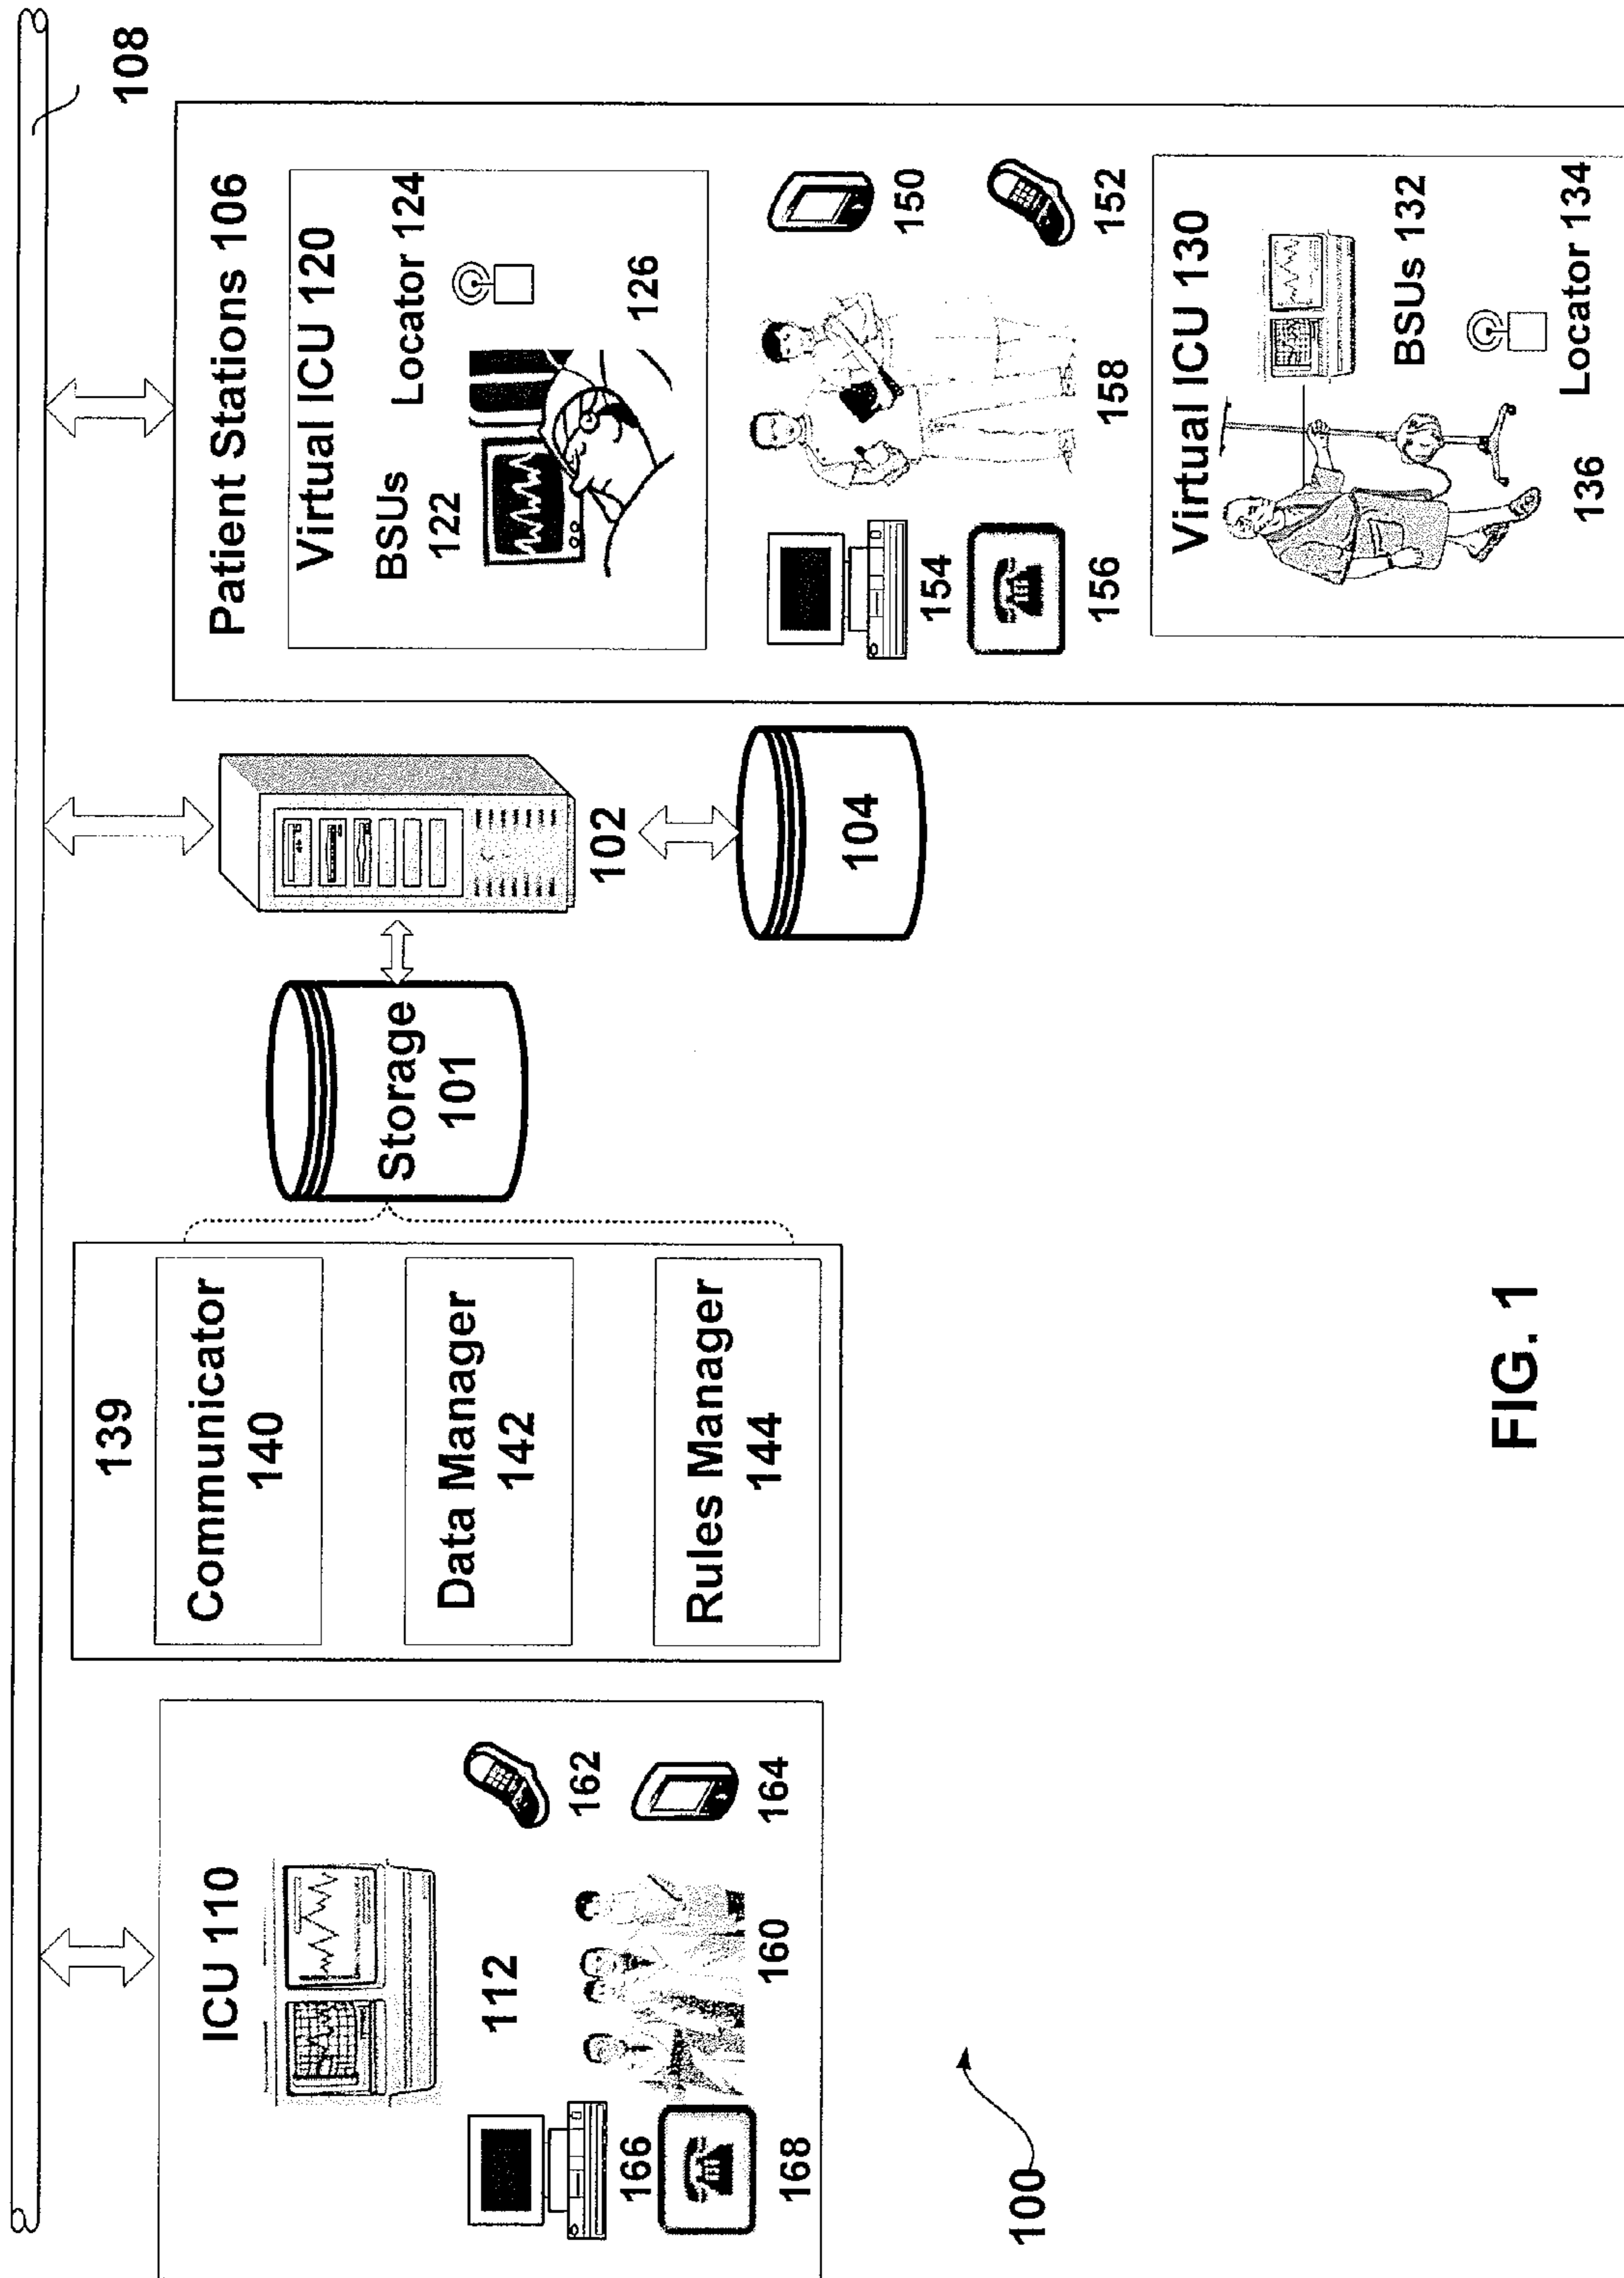 108
ICU 110
112
166
168
160
162
164
139
Communicator
140
Data Manager
142
Rules Manager
144
Storage
101
102
104
Patient Stations 106
Virtual ICU 120
BSUs
122
Locator 124
126
154
156
158
150
152
Virtual ICU 130
BSUs 132
136
Locator 134
100
FIG. 1